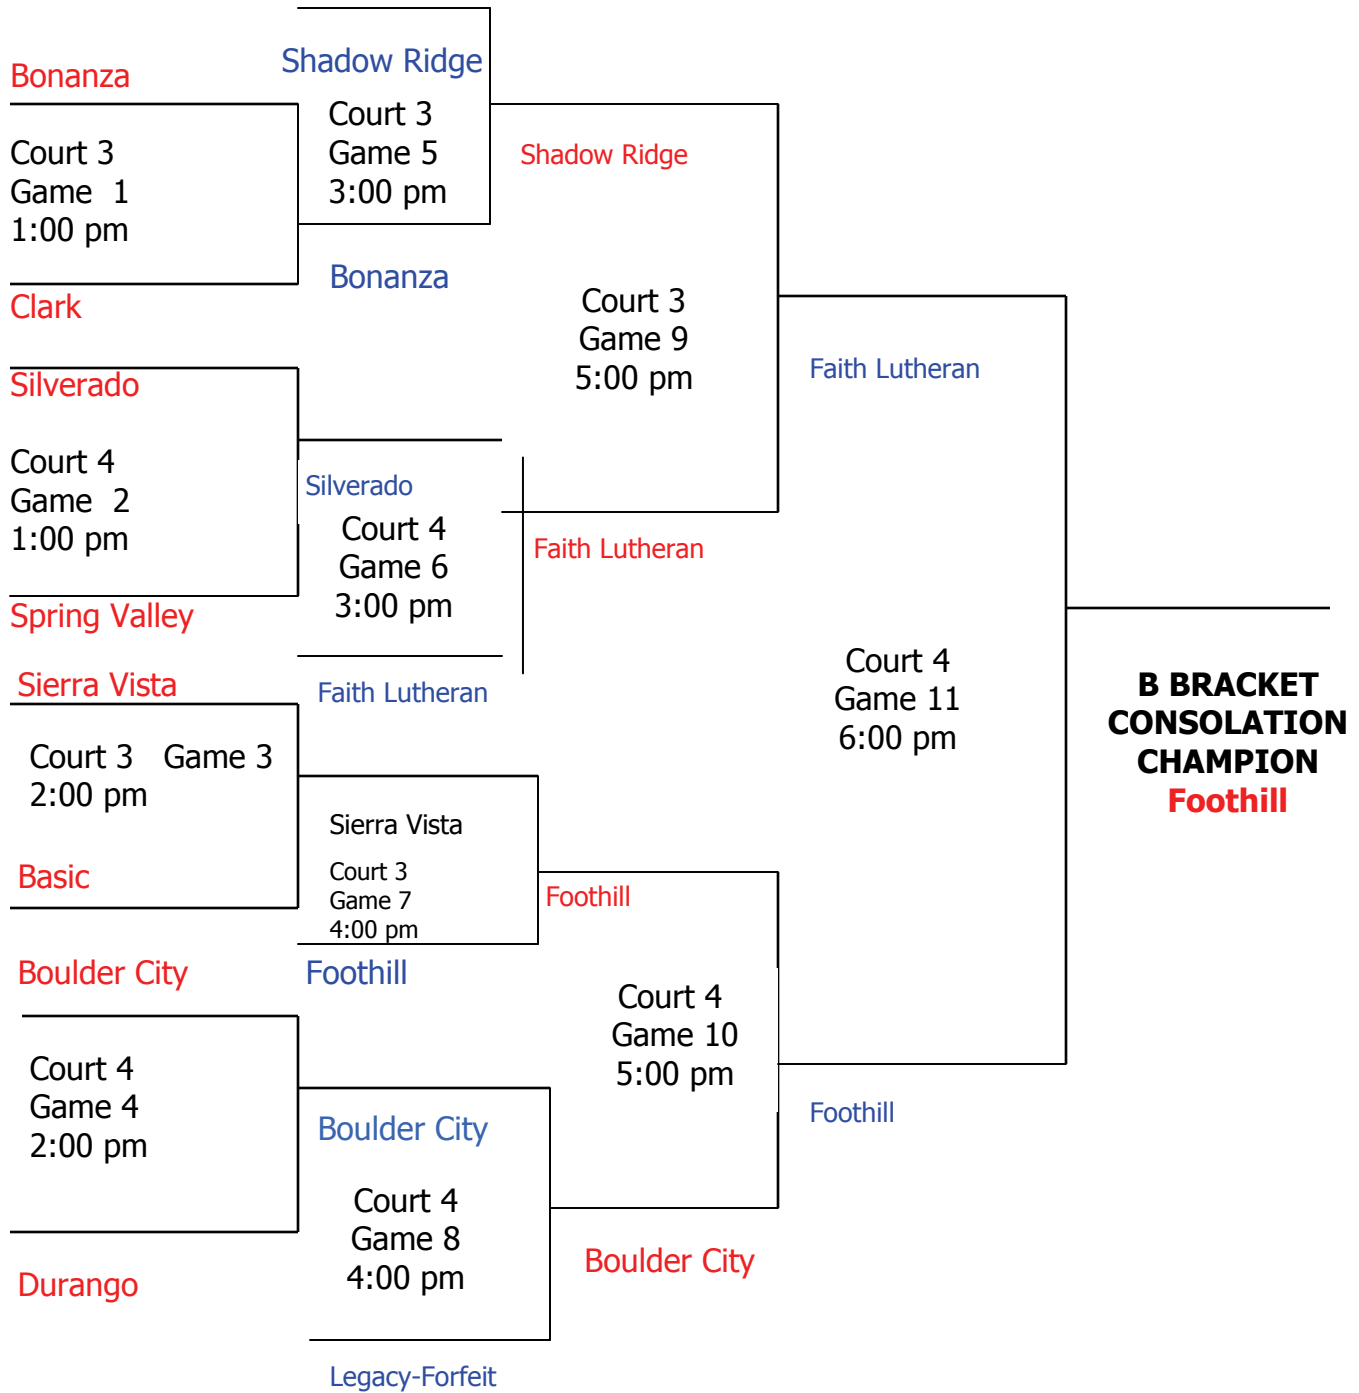 Shadow Ridge
Bonanza
Court 3
Game 5
3:00 pm
Court 3
Game 1
1:00 pm
Shadow Ridge
Bonanza
Clark
Court 3
Game 9
5:00 pm
Faith Lutheran
Silverado
Court 4
Game 2
1:00 pm
Silverado
Court 4
Game 6
3:00 pm
Faith Lutheran
Spring Valley
Sierra Vista
Faith Lutheran
Court 4
Game 11
6:00 pm
B BRACKET
CONSOLATION
CHAMPION
Foothill
Court 3 Game 3
2:00 pm
Sierra Vista
Court 3
Game 7
4:00 pm
Basic
Foothill
Boulder City
Foothill
Court 4
Game 10
5:00 pm
Court 4
Game 4
2:00 pm
Boulder City
Foothill
Court 4
Game 8
4:00 pm
Boulder City
Durango
Legacy-Forfeit